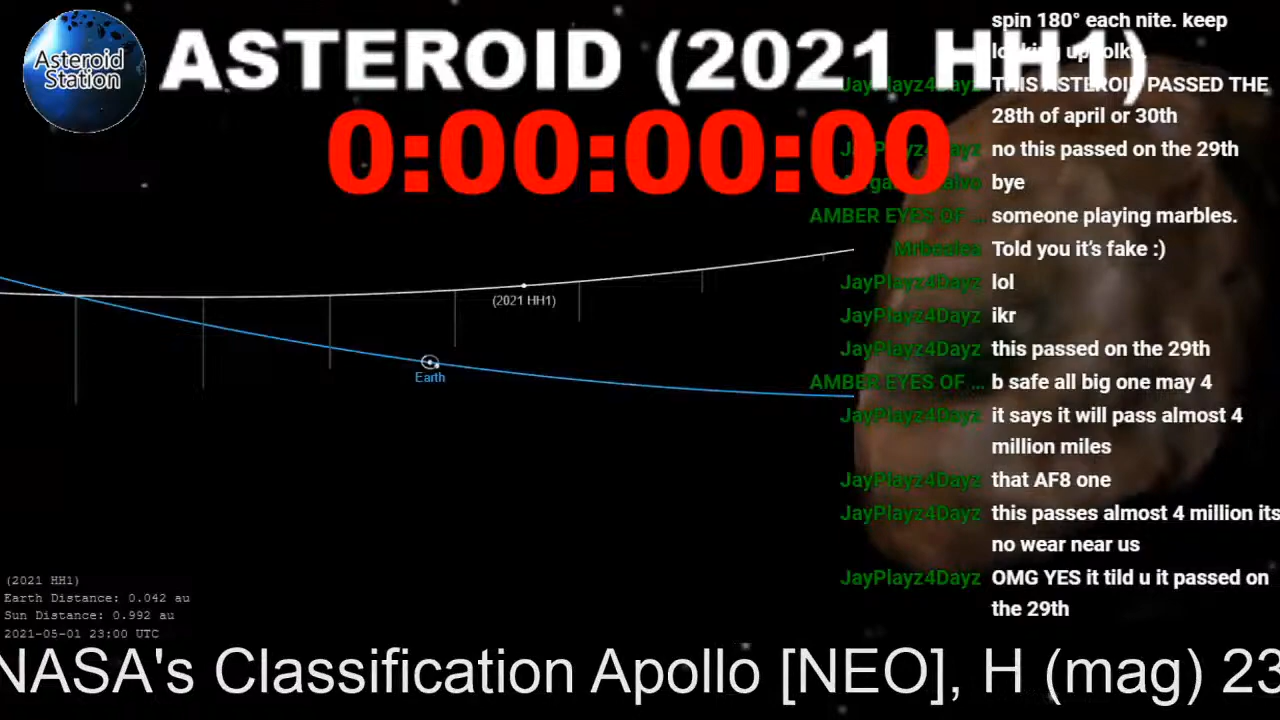 Asteroid
Station
ASTEROID (2021 HH1)
0:00:00:00
spin 180° each nite. keep
looking up folks.
JayPlayz4Dayz THIS ASTEROID PASSED THE
28th of april or 30th
JayPlayz4Dayz no this passed on the 29th
bye
AMBER EYES OF ... someone playing marbles.
Told you it's fake :)
JayPlayz4Dayz lol
JayPlayz4Dayz ikr
JayPlayz4Dayz this passed on the 29th
AMBER EYES OF ... b safe all big one may 4
JayPlayz4Dayz it says it will pass almost 4
million miles
JayPlayz4Dayz that AF8 one
JayPlayz4Dayz this passes almost 4 million its
no wear near us
JayPlayz4Dayz OMG YES it tild u it passed on
the 29th
(2021 HH1)
Earth
(2021 HH1)
Earth Distance: 0.042 au
Sun Distance: 0.992 au
2021-05-01 23:00 UTC
NASA's Classification Apollo [NEO], H (mag) 23